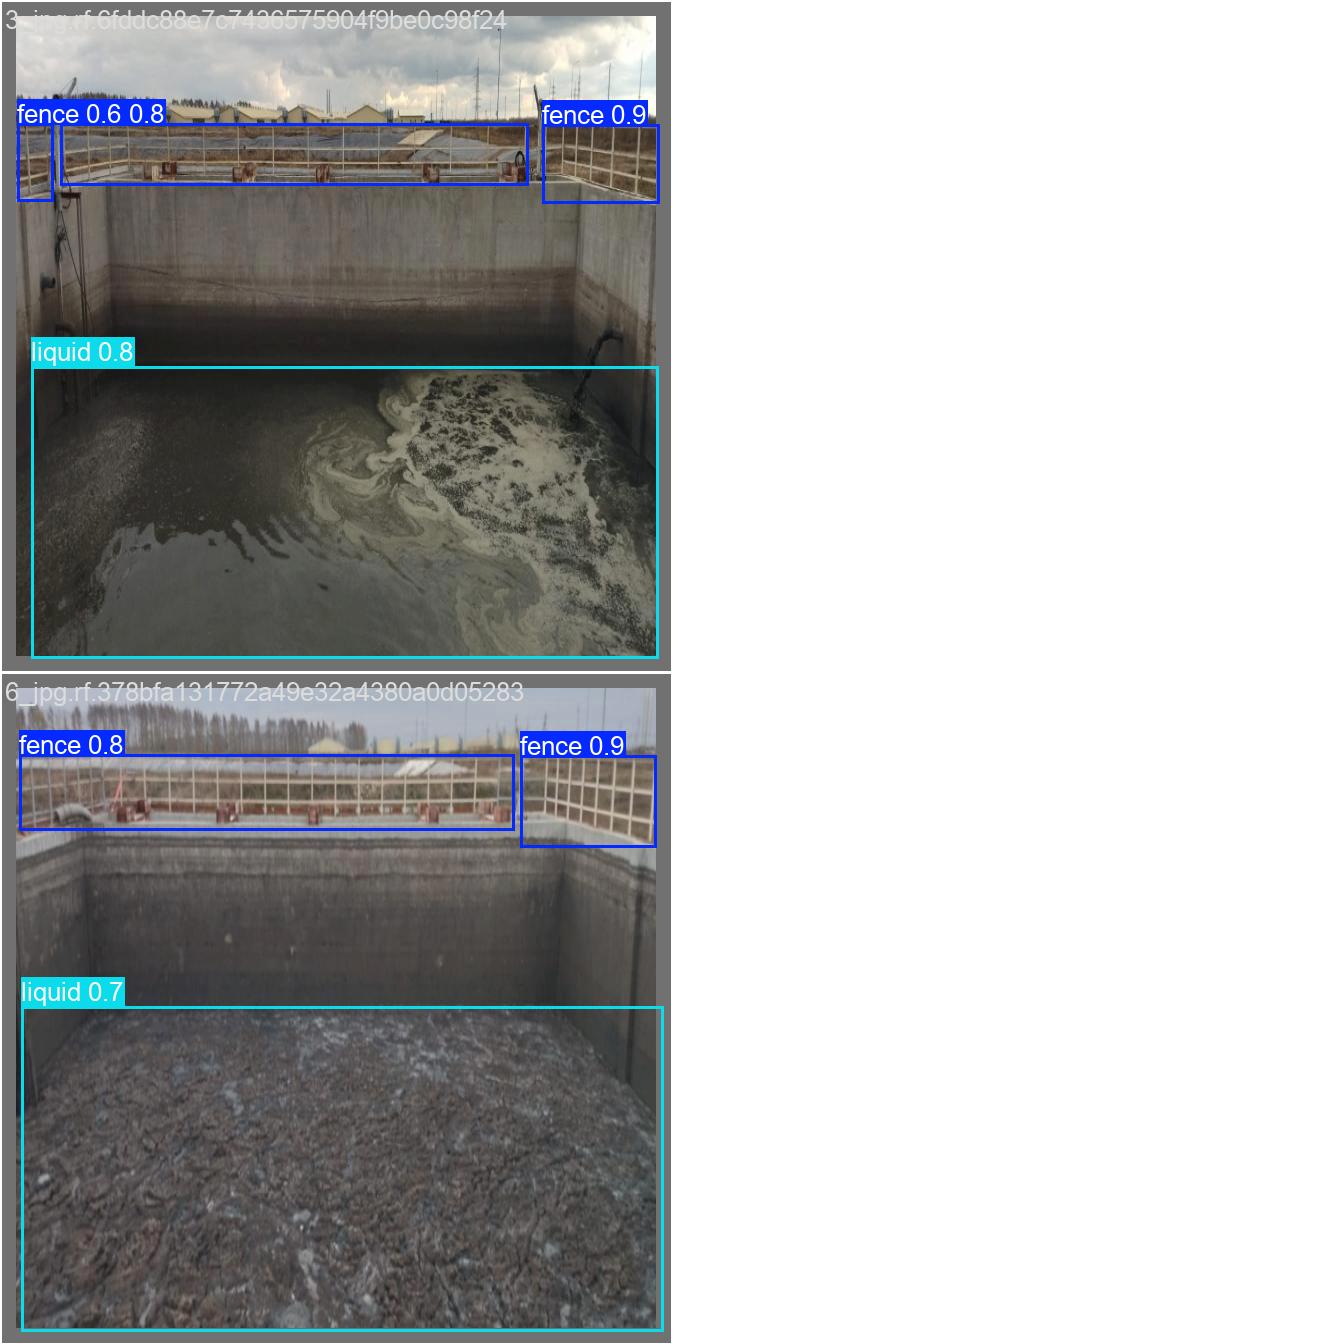 3_jpg.rf.6fddc88e7c7436575904f9be0c98f24
fence 0.6 0.8
fence 0.9
liquid 0.8
6_jpg.rf.378bfa131772a49e32a4380a0d05283
fence 0.8
fence 0.9
liquid 0.7